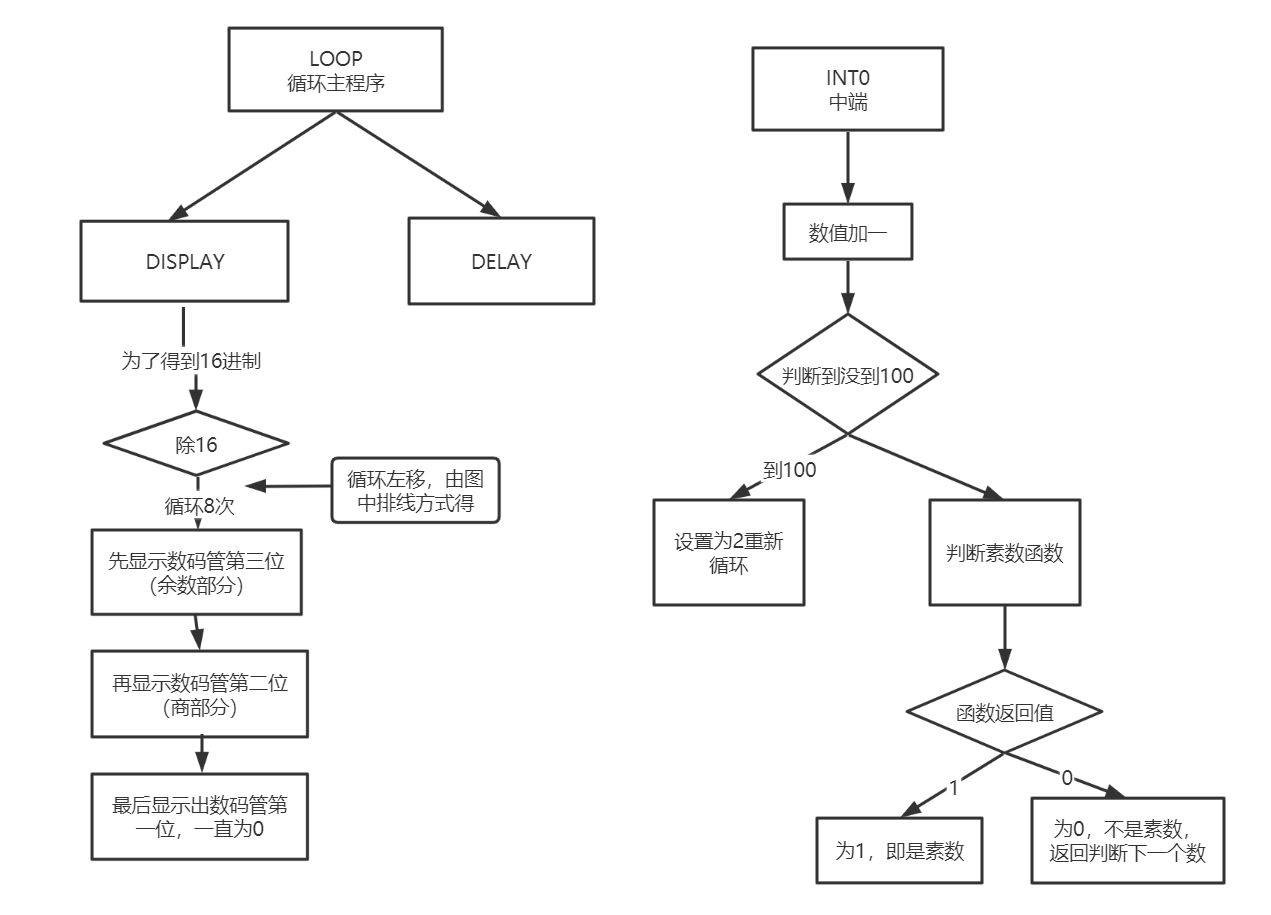 LOOP
循环主程序
DISPLAY
DELAY
为了得到16进制
除16
循环左移，由图
中排线方式得
循环8次
先显示数码管第三位
（余数部分）
再显示数码管第二位
（商部分）
最后显示出数码管第
一位，一直为0
INT0
中端
数值加一
判断到没到100
到100
设置为2重新
循环
判断素数函数
函数返回值
1
0
为1，即是素数
为0，不是素数，
返回判断下一个数